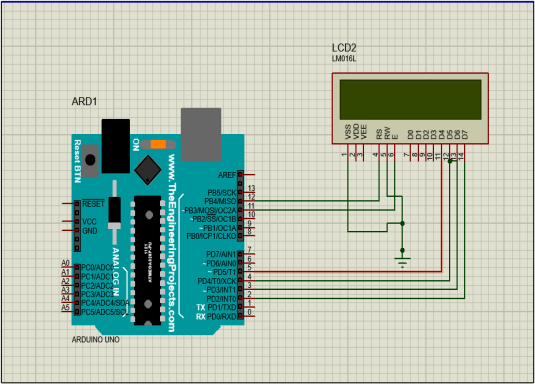 LCD2
LM016L
VSS
VDD
VEE
RS
RW
E
D0
D1
D2
D3
D4
D5
D6
D7
1
2
3
4
5
6
7
8
9
10
11
12
13
14
ARD1
Reset BTN
ON
www.TheEngineeringProjects.com
ANALOG IN
RESET
VCC
GND
A0 PC0/ADC0
A1 PC1/ADC1
A2 PC2/ADC2
A3 PC3/ADC3
A4 PC4/ADC4/SDA
A5 PC5/ADC5/SCL
AREF
PB5/SCK 13
PB4/MISO 12
~PB3/MOSI/OC2A 11
~PB2/SS/OC1B 10
~PB1/OC1A 9
PB0/ICP1/CLKO 8
PD7/AIN1 7
~PD6/AIN0 6
~PD5/T1 5
PD4/T0/XCK 4
~PD3/INT1 3
PD2/INT0 2
TX PD1/TXD 1
RX PD0/RXD 0
ARDUINO UNO